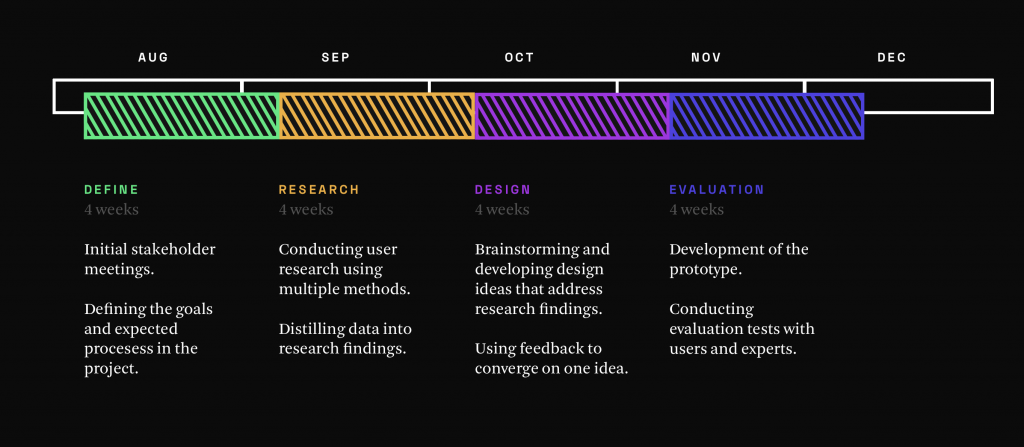 AUG SEP OCT NOV DEC
DEFINE
4 weeks
Initial stakeholder
meetings.
Defining the goals
and expected
procesess in the
project.
RESEARCH
4 weeks
Conducting user
research using
multiple methods.
Distilling data into
research findings.
DESIGN
4 weeks
Brainstorming and
developing design
ideas that address
research findings.
Using feedback to
converge on one idea.
EVALUATION
4 weeks
Development of the
prototype.
Conducting
evaluation tests with
users and experts.